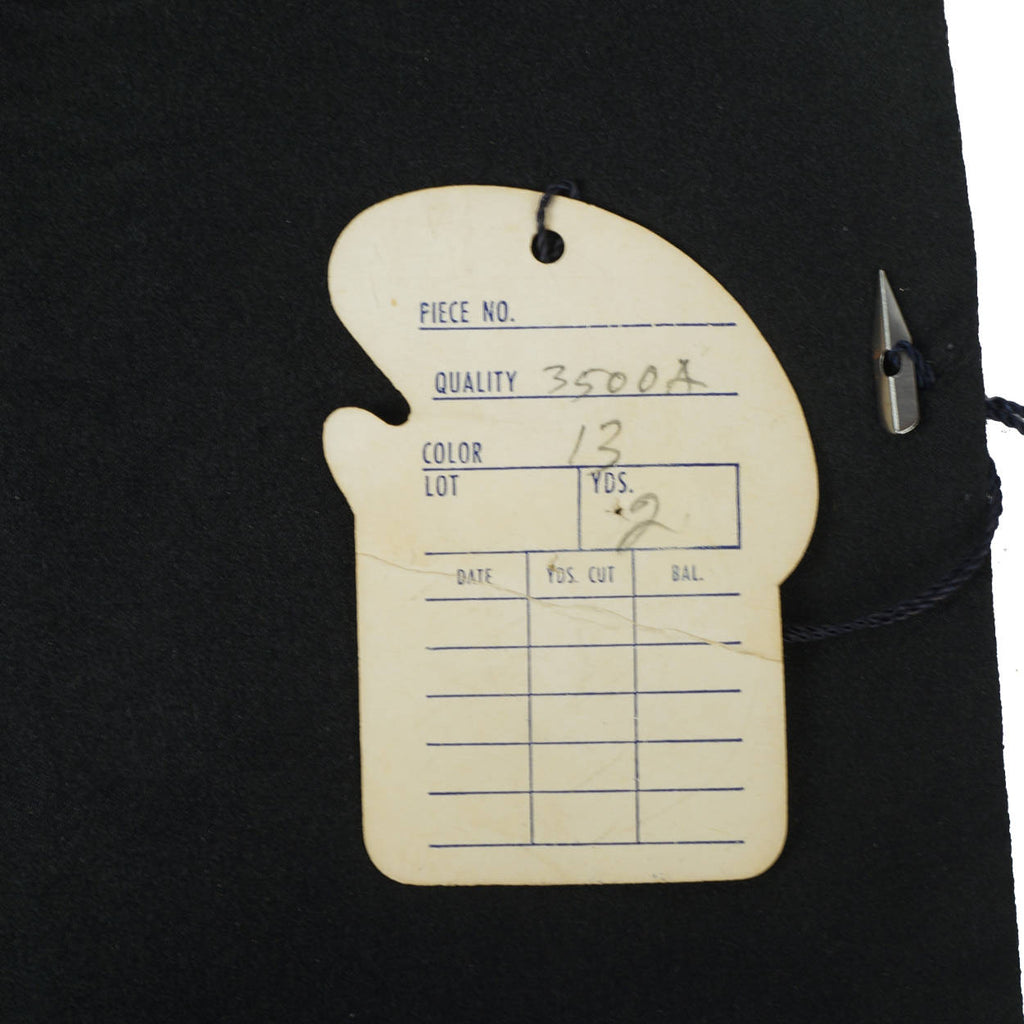 PIECE NO.
QUALITY 3500A
COLOR 13
LOT YDS.
2
DATE YDS. CUT BAL.